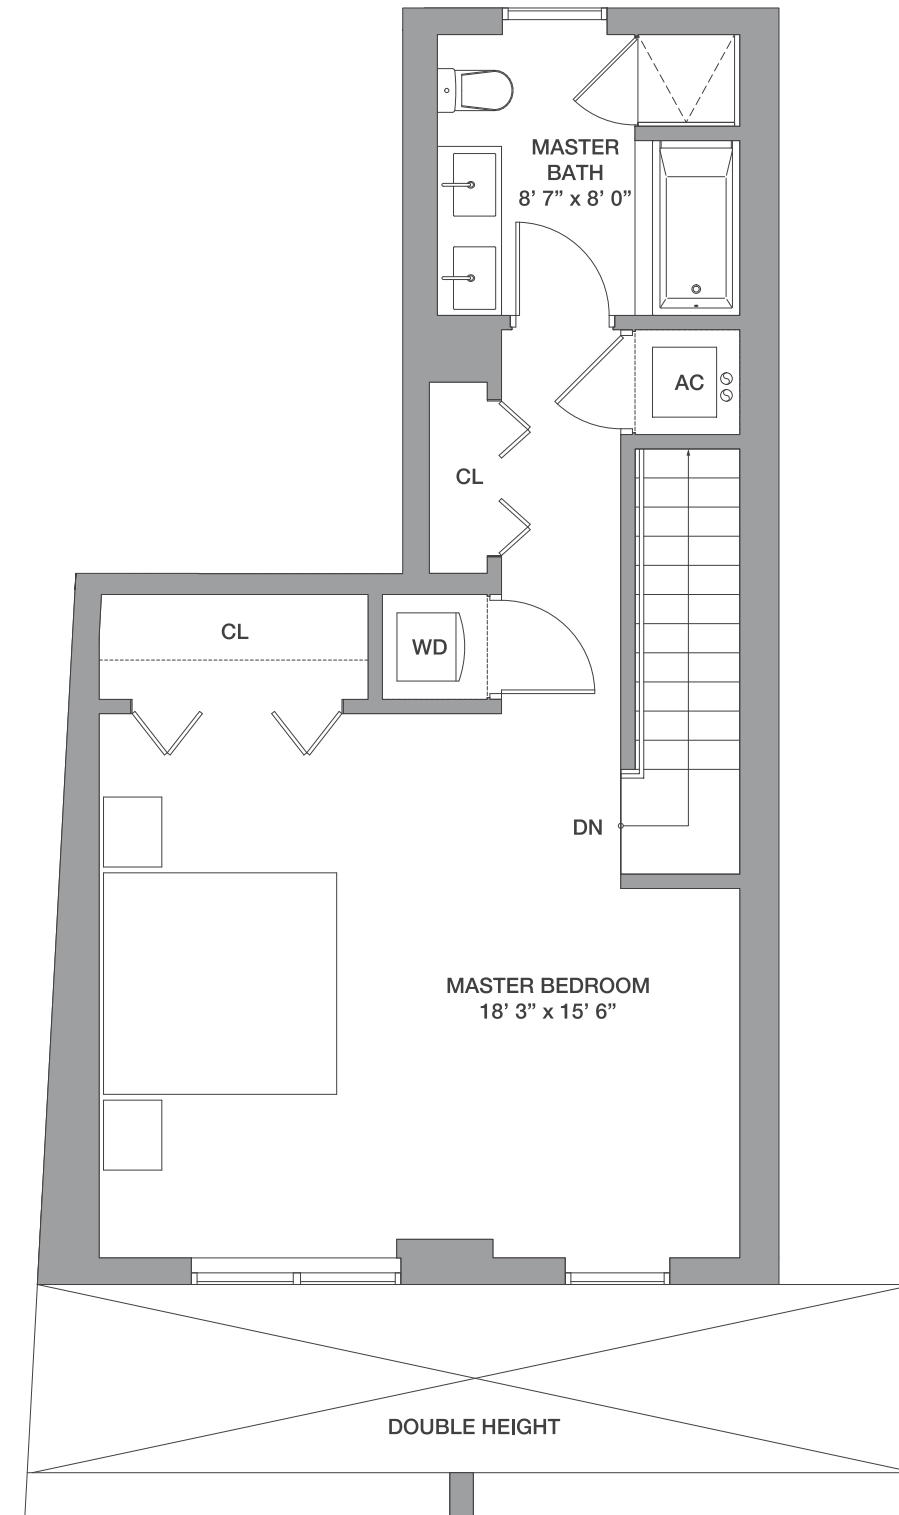 MASTER
BATH
8’ 7” x 8’ 0”
AC
CL
CL
WD
DN
MASTER BEDROOM
18’ 3” x 15’ 6”
DOUBLE HEIGHT